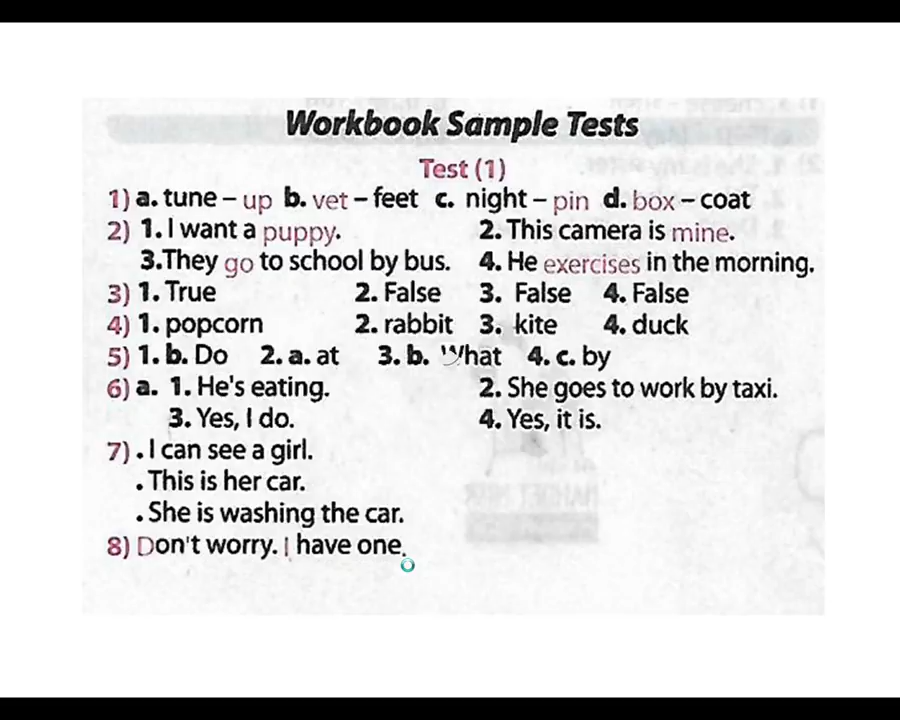 Workbook Sample Tests
Test (1)
1) a. tune – up b. vet – feet c. night – pin d. box – coat
2) 1. I want a puppy. 2. This camera is mine.
3.They go to school by bus. 4. He exercises in the morning.
3) 1. True 2. False 3. False 4. False
4) 1. popcorn 2. rabbit 3. kite 4. duck
5) 1. b. Do 2. a. at 3. b. What 4. c. by
6) a. 1. He's eating. 2. She goes to work by taxi.
3. Yes, I do. 4. Yes, it is.
7) . I can see a girl.
. This is her car.
. She is washing the car.
8) Don't worry. I have one.